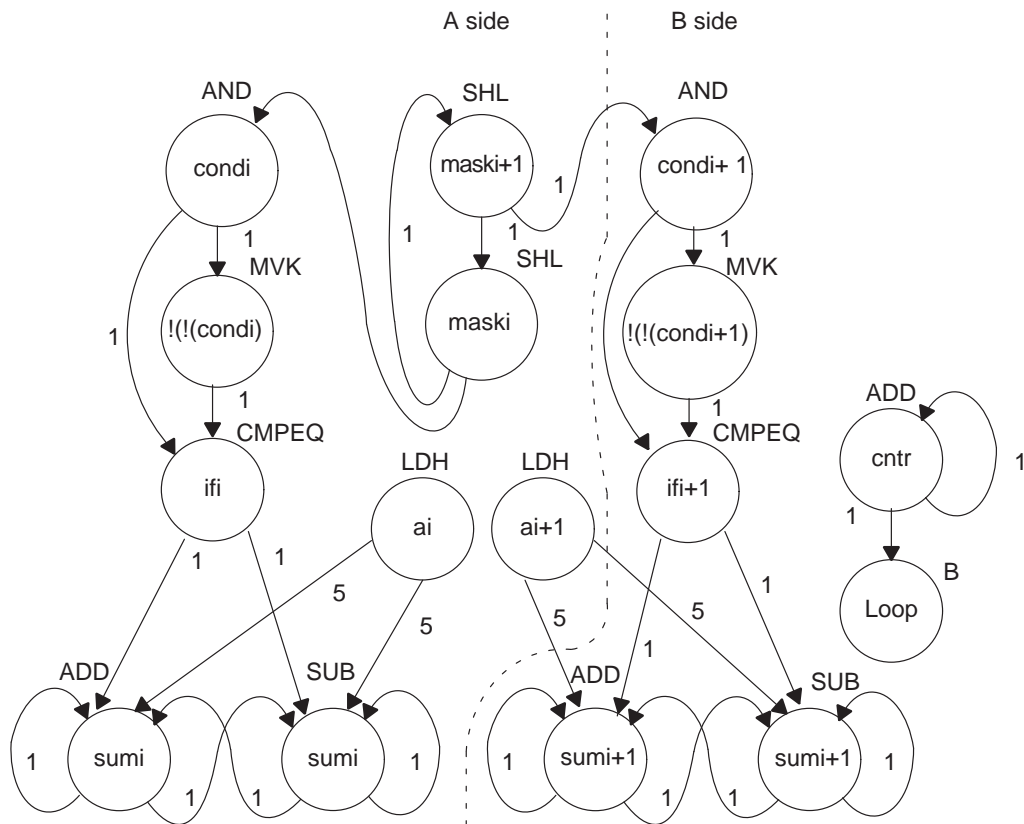 A side
B side
AND
SHL
AND
condi
maski+1
condi+ 1
1
1
1
1
1
MVK
SHL
MVK
!(!(condi)
maski
!(!(condi+1)
1
1
1
CMPEQ
CMPEQ
ADD
ifi
LDH
LDH
ifi+1
cntr
1
ai
ai+1
1
1
1
B
Loop
5
5
5
5
1
1
ADD
SUB
ADD
SUB
sumi
sumi
sumi+1
sumi+1
1
1
1
1
1
1
1
1